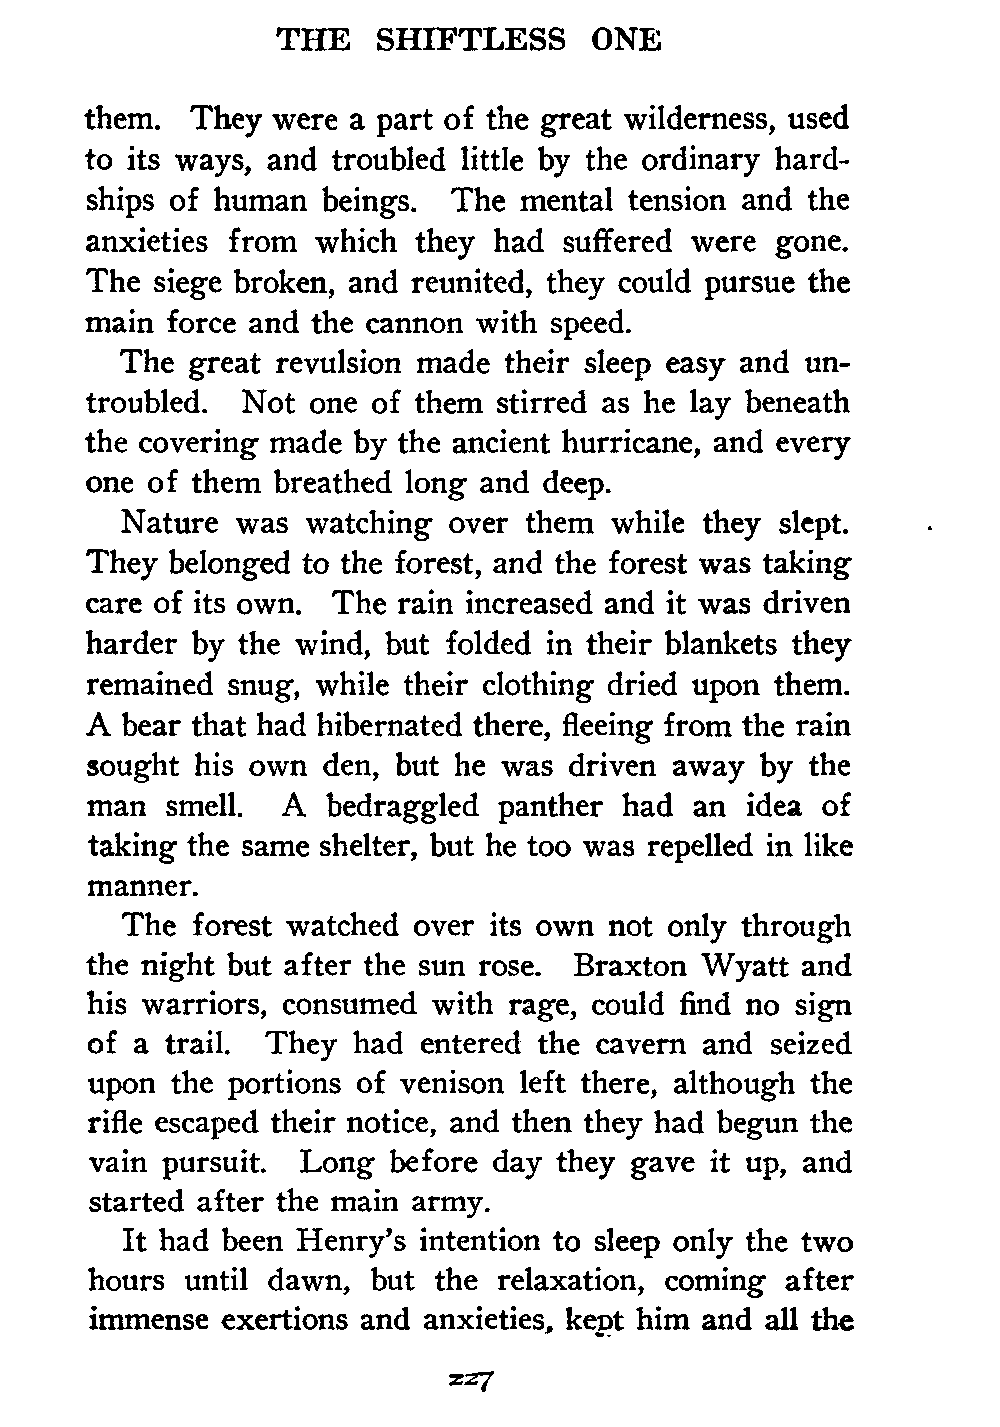 THE SHIFTLESS ONE
them. They were a part of the great wilderness, used
to its ways, and troubled little by the ordinary hard-
ships of human beings. The mental tension and the
anxieties from which they had suffered were gone.
The siege broken, and reunited, they could pursue the
main force and the cannon with speed.
The great revulsion made their sleep easy and un-
troubled. Not one of them stirred as he lay beneath
the covering made by the ancient hurricane, and every
one of them breathed long and deep.
Nature was watching over them while they slept.
They belonged to the forest, and the forest was taking
care of its own. The rain increased and it was driven
harder by the wind, but folded in their blankets they
remained snug, while their clothing dried upon them.
A bear that had hibernated there, fleeing from the rain
sought his own den, but he was driven away by the
man smell. A bedraggled panther had an idea of
taking the same shelter, but he too was repelled in like
manner.
The forest watched over its own not only through
the night but after the sun rose. Braxton Wyatt and
his warriors, consumed with rage, could find no sign
of a trail. They had entered the cavern and seized
upon the portions of venison left there, although the
rifle escaped their notice, and then they had begun the
vain pursuit. Long before day they gave it up, and
started after the main army.
It had been Henry's intention to sleep only the two
hours until dawn, but the relaxation, coming after
immense exertions and anxieties, kept him and all the
227